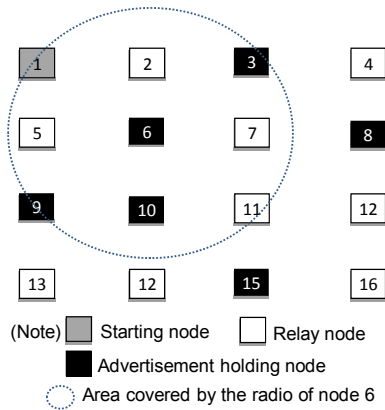 1 2 3 4
5 6 7 8
9 10 11 12
13 12 15 16
(Note) Starting node Relay node
Advertisement holding node
Area covered by the radio of node 6